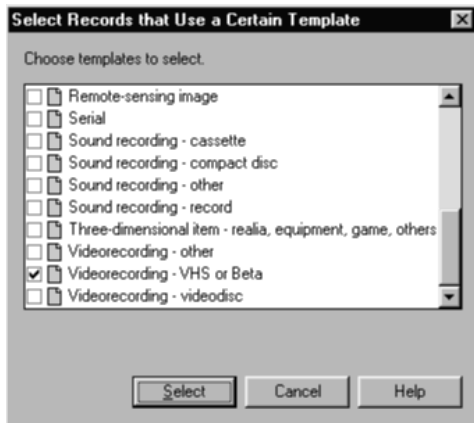 Select Records that Use a Certain Template
Choose templates to select.
Remote-sensing image
Serial
Sound recording - cassette
Sound recording - compact disc
Sound recording - other
Sound recording - record
Three-dimensional item - realia, equipment, game, others
Videorecording - other
Videorecording - VHS or Beta
Videorecording - videodisc
Select Cancel Help